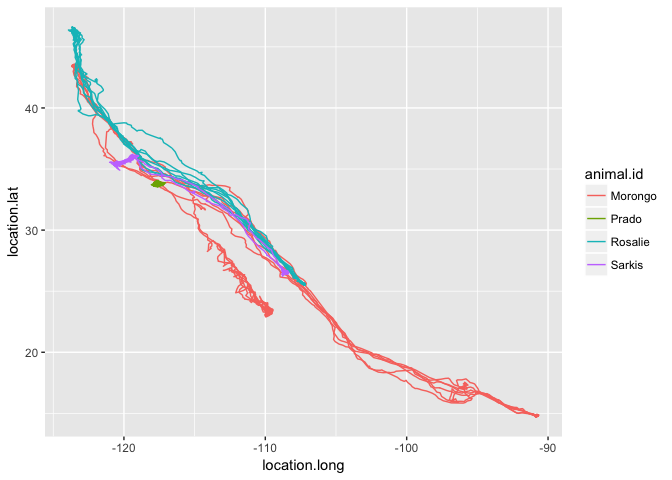 40
30
20
-120
-110
-100
-90
location.long
location.lat
animal.id
Morongo
Prado
Rosalie
Sarkis